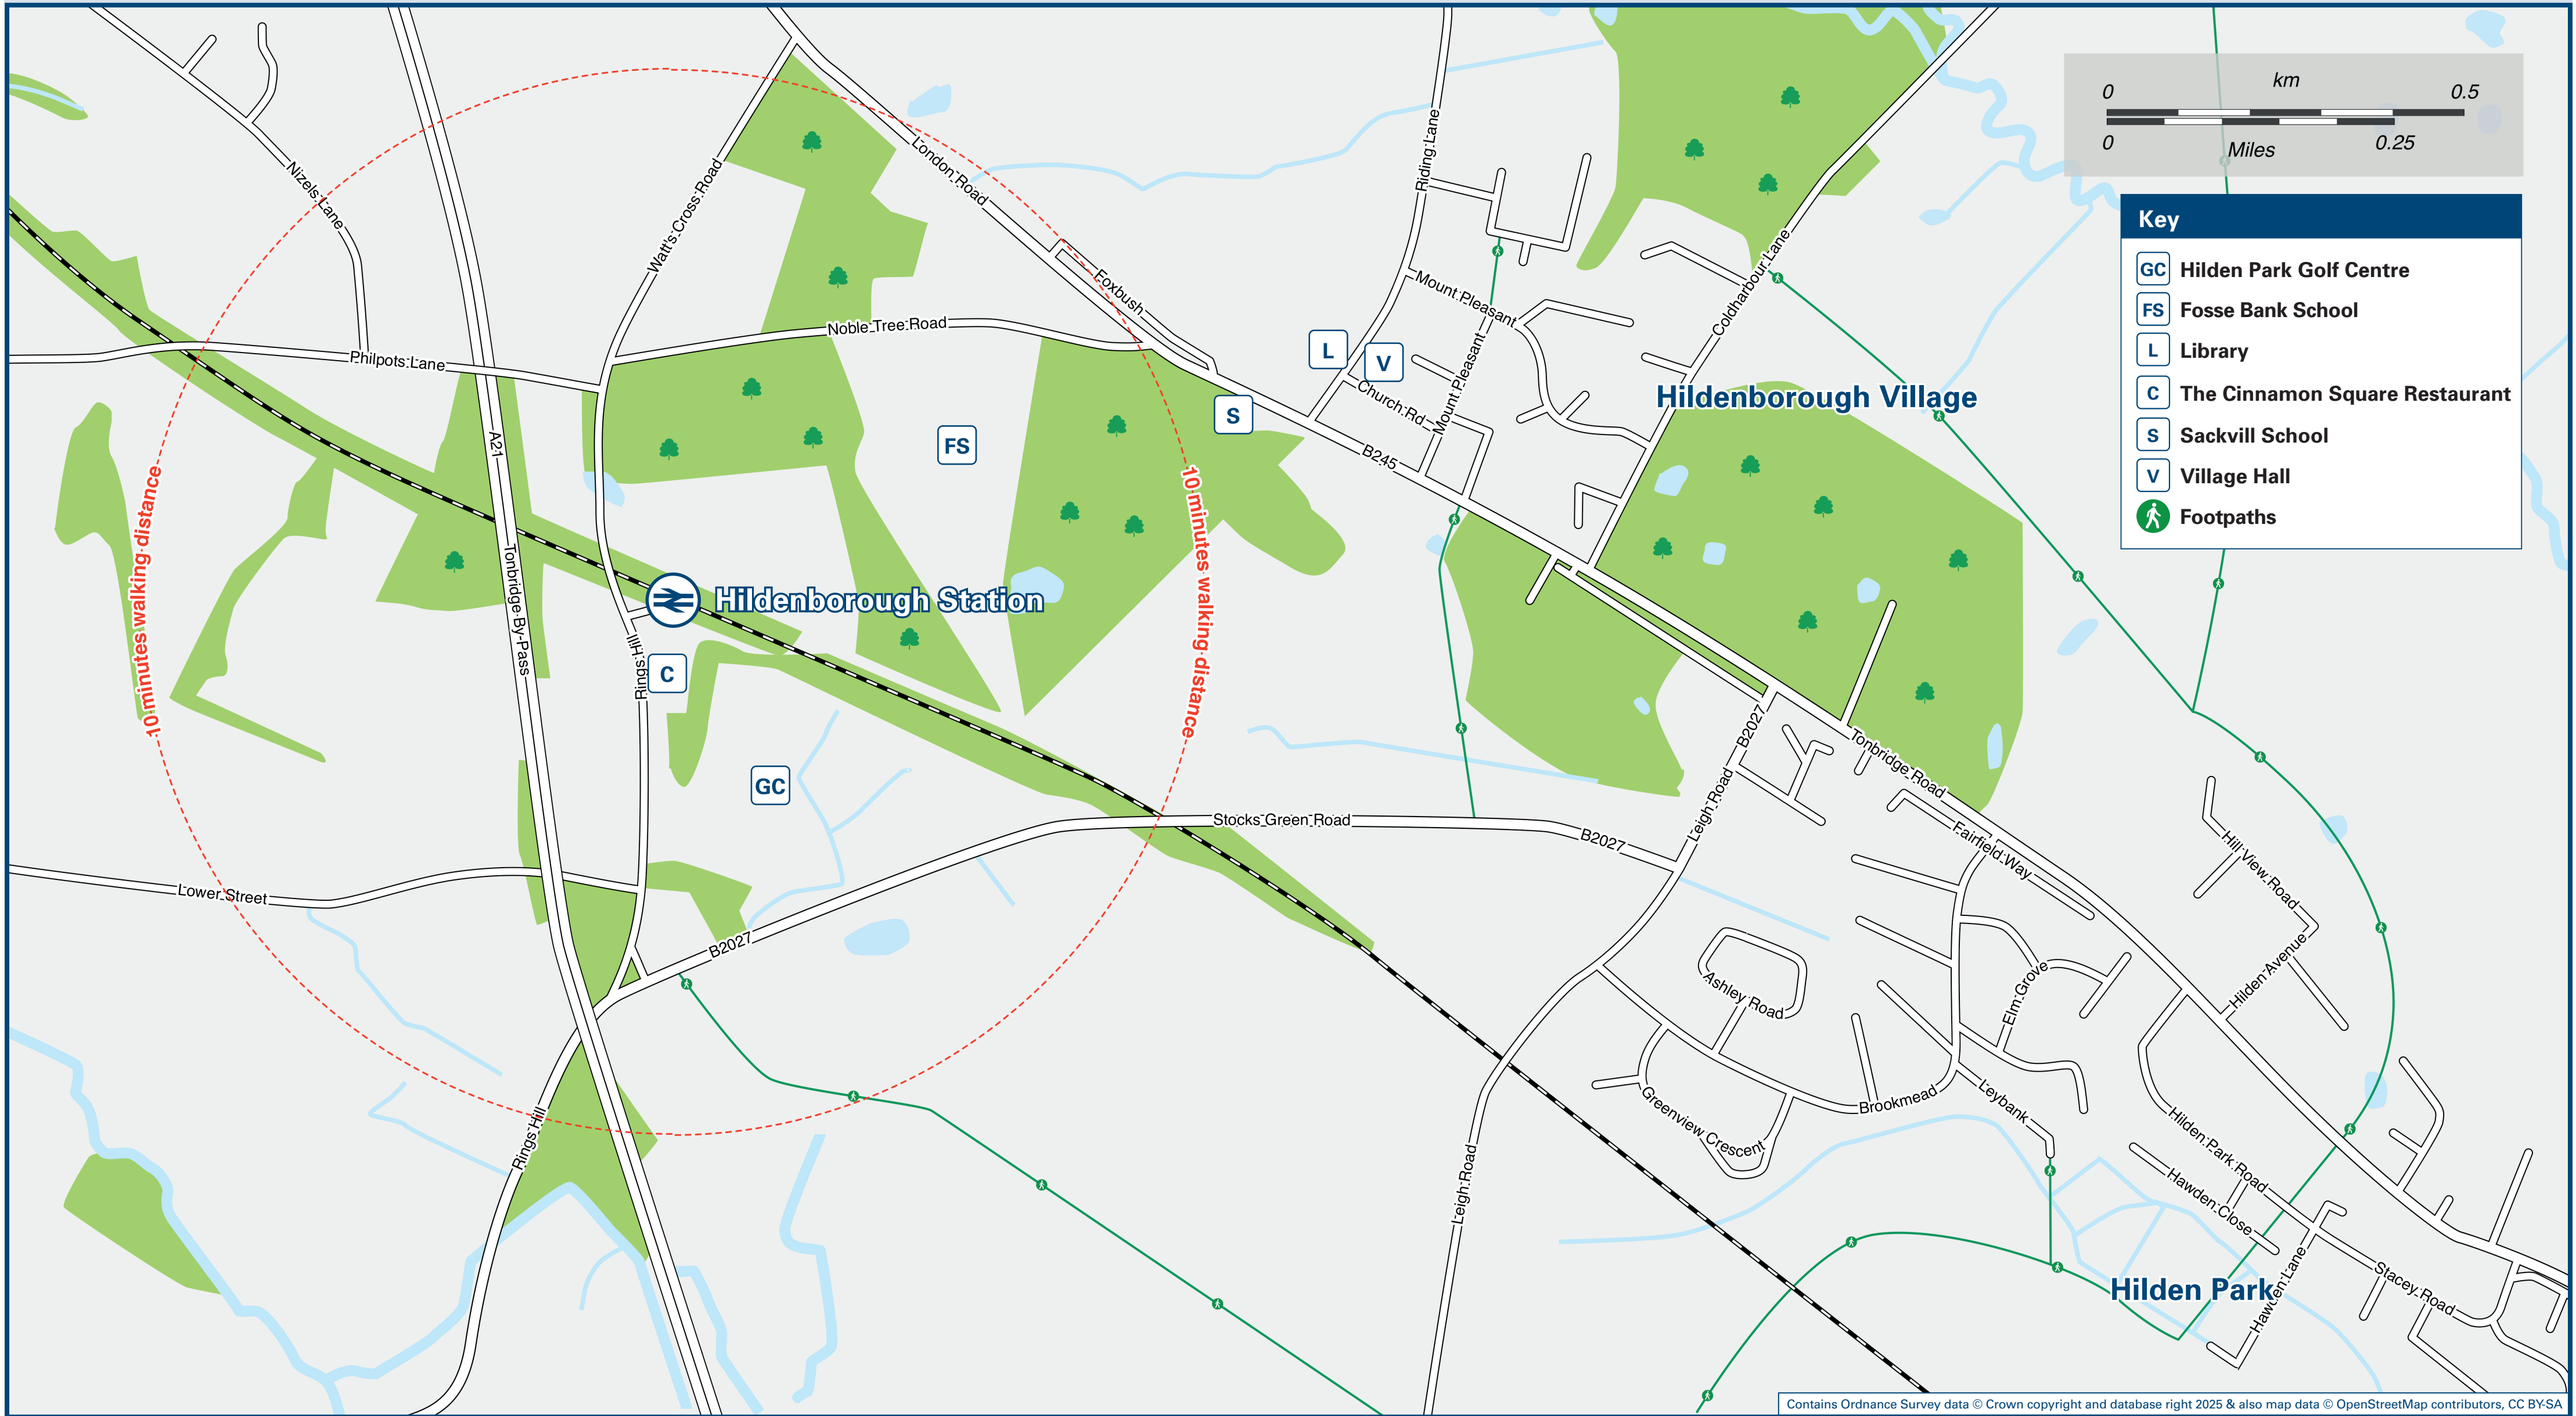 km
0
0.5
0
Miles
0.25
Key
GC Hilden Park Golf Centre
FS Fosse Bank School
L Library
C The Cinnamon Square Restaurant
S Sackvill School
V Village Hall
Footpaths
Nizels Lane
Watt's Cross Road
London Road
Foxbush
Riding Lane
Noble Tree Road
Philpots Lane
Mount Pleasant
Mount Pleasant
Church Rd
Coldharbour Lane
L
V
S
FS
B245
A21
Hildenborough Village
10 minutes walking distance
10 minutes walking distance
Tonbridge By-Pass
Hildenborough Station
Rings Hill
C
GC
B2027
Leigh Road
Tonbridge Road
Stocks Green Road
B2027
Fairfield Way
Hill View Road
Lower Street
B2027
Ashley Road
Elm Grove
Hilden Avenue
Brookmead
Leybank
Greenview Crescent
Rings Hill
Leigh Road
Hilden Park Road
Hawden Close
Hilden Park
Hawden Lane
Stacey Road
Contains Ordnance Survey data © Crown copyright and database right 2025 & also map data © OpenStreetMap contributors, CC BY-SA